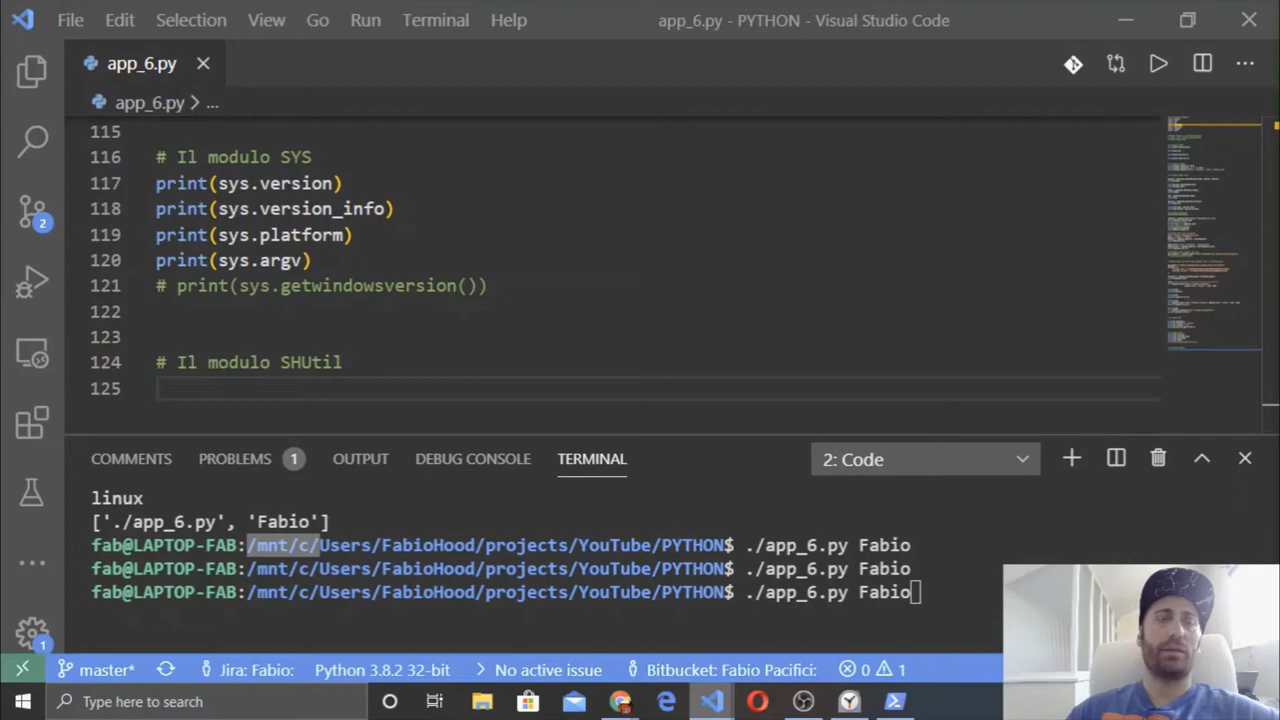 File Edit Selection View Go Run Terminal Help app_6.py - PYTHON - Visual Studio Code
app_6.py
app_6.py > ...
115
116 # Il modulo SYS
117 print(sys.version)
118 print(sys.version_info)
119 print(sys.platform)
120 print(sys.argv)
121 # print(sys.getwindowsversion())
122
123
124 # Il modulo SHUtil
125
COMMENTS PROBLEMS 1 OUTPUT DEBUG CONSOLE TERMINAL 2: Code
linux
['./app_6.py', 'Fabio']
fab@LAPTOP-FAB:/mnt/c/Users/FabioHood/projects/YouTube/PYTHON$ ./app_6.py Fabio
fab@LAPTOP-FAB:/mnt/c/Users/FabioHood/projects/YouTube/PYTHON$ ./app_6.py Fabio
fab@LAPTOP-FAB:/mnt/c/Users/FabioHood/projects/YouTube/PYTHON$ ./app_6.py Fabio
2
1
master* Jira: Fabio: Python 3.8.2 32-bit No active issue Bitbucket: Fabio Pacifici: 0 1
Type here to search